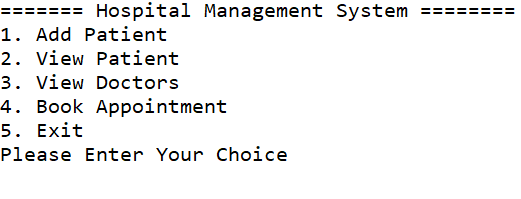 ======= Hospital Management System ========
1. Add Patient
2. View Patient
3. View Doctors
4. Book Appointment
5. Exit
Please Enter Your Choice